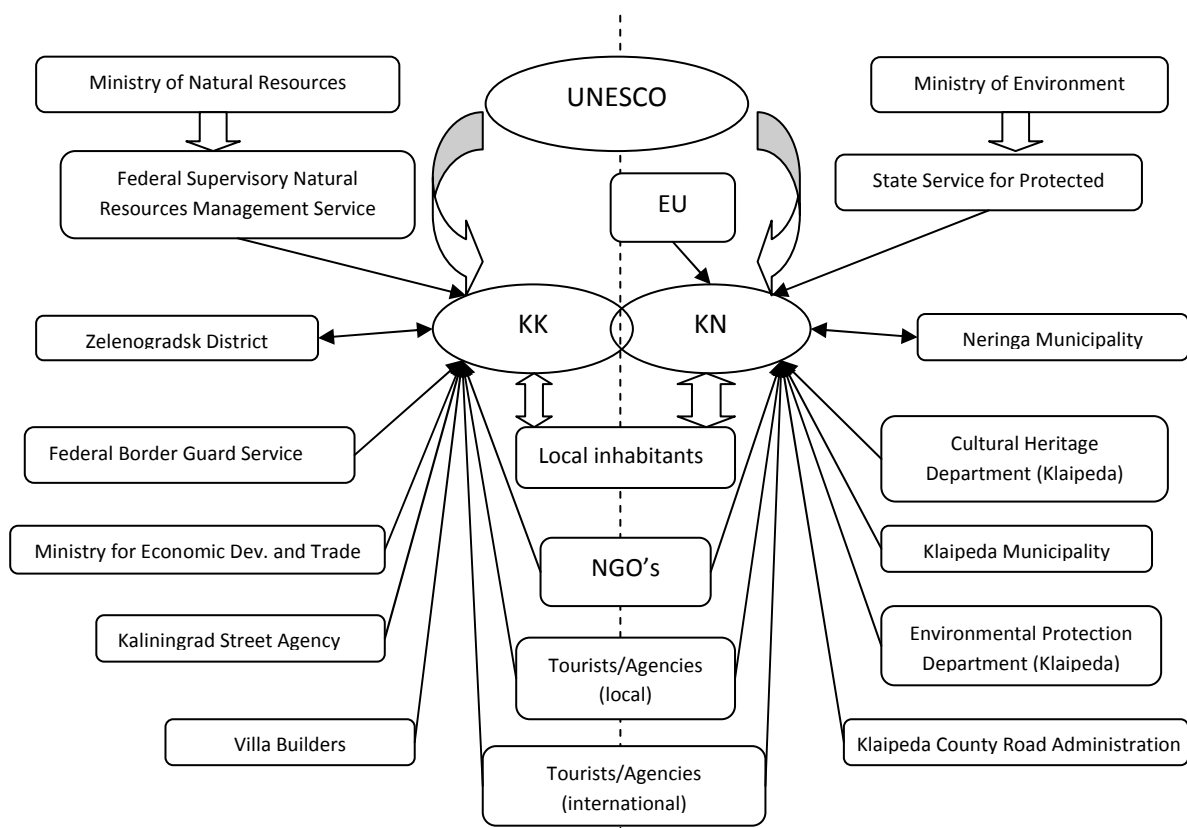 Ministry of Natural Resources
UNESCO
Ministry of Environment
Federal Supervisory Natural
Resources Management Service
EU
State Service for Protected
KK
KN
Zelenogradsk District
Neringa Municipality
Federal Border Guard Service
Local inhabitants
Cultural Heritage
Department (Klaipeda)
Ministry for Economic Dev. and Trade
NGO’s
Klaipeda Municipality
Kaliningrad Street Agency
Tourists/Agencies
(local)
Environmental Protection
Department (Klaipeda)
Villa Builders
Klaipeda County Road Administration
Tourists/Agencies
(international)